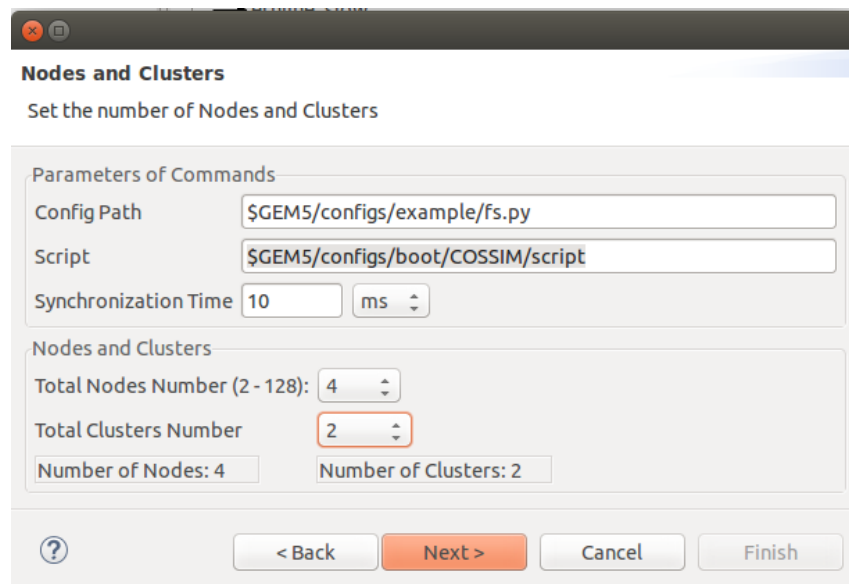 Nodes and Clusters
Set the number of Nodes and Clusters
Parameters of Commands
Config Path $GEM5/configs/example/fs.py
Script $GEM5/configs/boot/COSSIM/script
Synchronization Time 10 ms
Nodes and Clusters
Total Nodes Number (2 - 128): 4
Total Clusters Number 2
Number of Nodes: 4 Number of Clusters: 2
? < Back Next > Cancel Finish